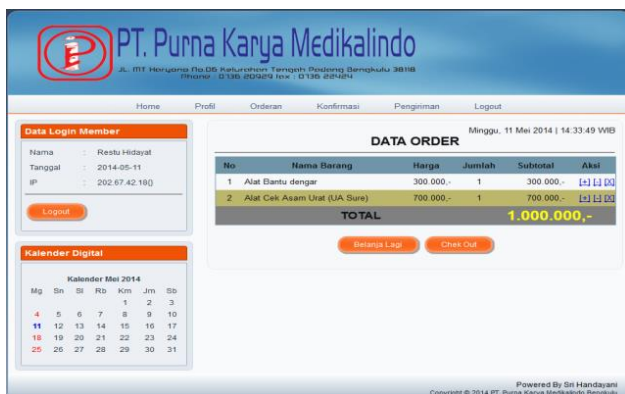 PT. Purna Karya Medikalindo
JL. MT Haryono No.06 Kelurahan Tengah Padang Bengkulu 38118
Phone : 0736 20929 fax : 0736 22424
Home Profil Orderan Konfirmasi Pengiriman Logout
Data Login Member
Nama : Restu Hidayat
Tanggal : 2014-05-11
IP : 202.67.42.18()
Logout
Kalender Digital
Kalender Mei 2014
Mg Sn Sl Rb Km Jm Sb
1 2 3
4 5 6 7 8 9 10
11 12 13 14 15 16 17
18 19 20 21 22 23 24
25 26 27 28 29 30 31
Minggu, 11 Mei 2014 | 14:33:49 WIB
DATA ORDER
No Nama Barang Harga Jumlah Subtotal Aksi
1 Alat Bantu dengar 300.000,- 1 300.000,- [+] [-] [X]
2 Alat Cek Asam Urat (UA Sure) 700.000,- 1 700.000,- [+] [-] [X]
TOTAL 1.000.000,-
Belanja Lagi Chek Out
Powered By Sri Handayani
Copyright © 2014 PT. Purna Karya Medikalindo Bengkulu